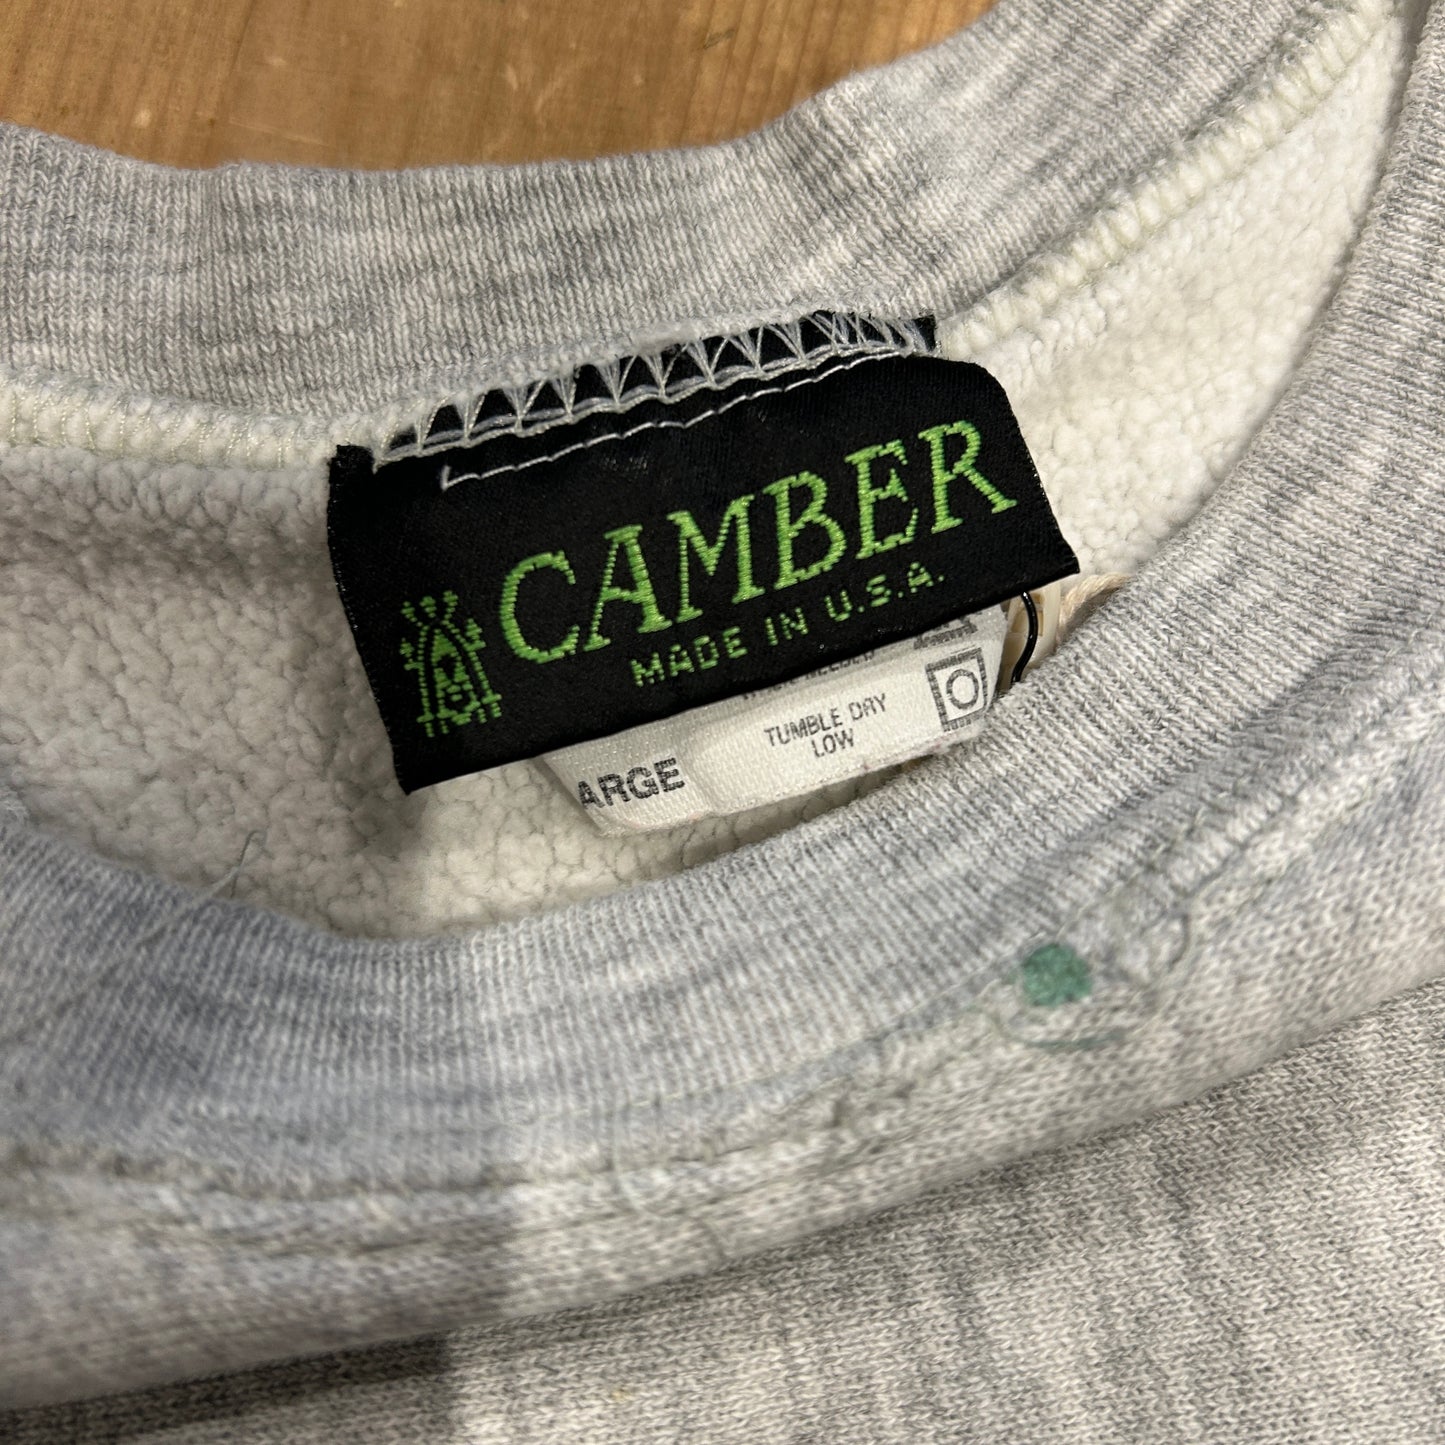 CAMBER
MADE IN U.S.A.
TUMBLE DRY
LOW
ARGE